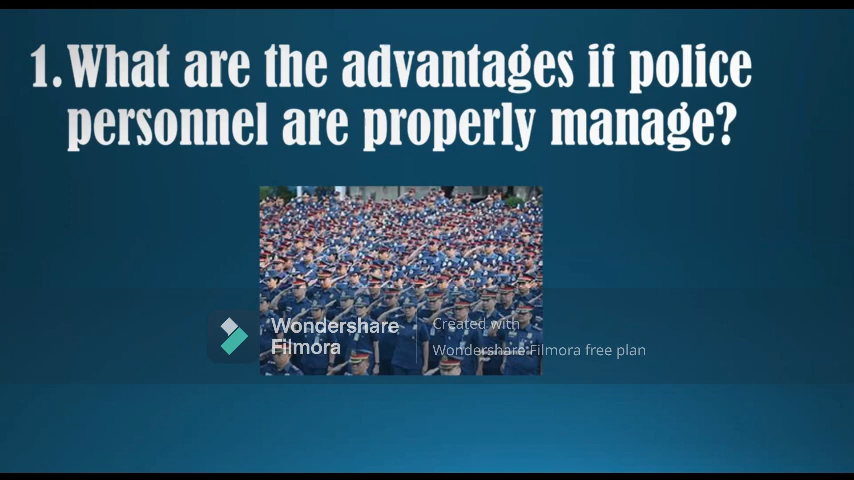 1. What are the advantages if police
personnel are properly manage?
Wondershare
Filmora
Created with
Wondershare Filmora free plan